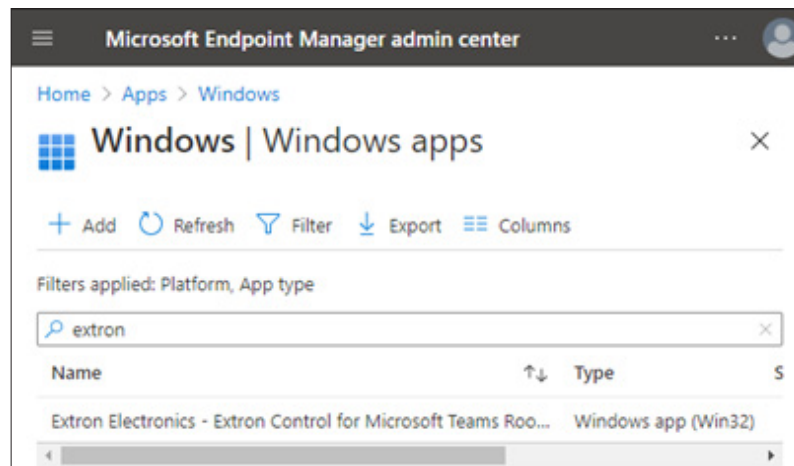 Microsoft Endpoint Manager admin center ...
Home > Apps > Windows
Windows | Windows apps
Add Refresh Filter Export Columns
Filters applied: Platform, App type
extron
Name Type S
Extron Electronics - Extron Control for Microsoft Teams Roo... Windows app (Win32)